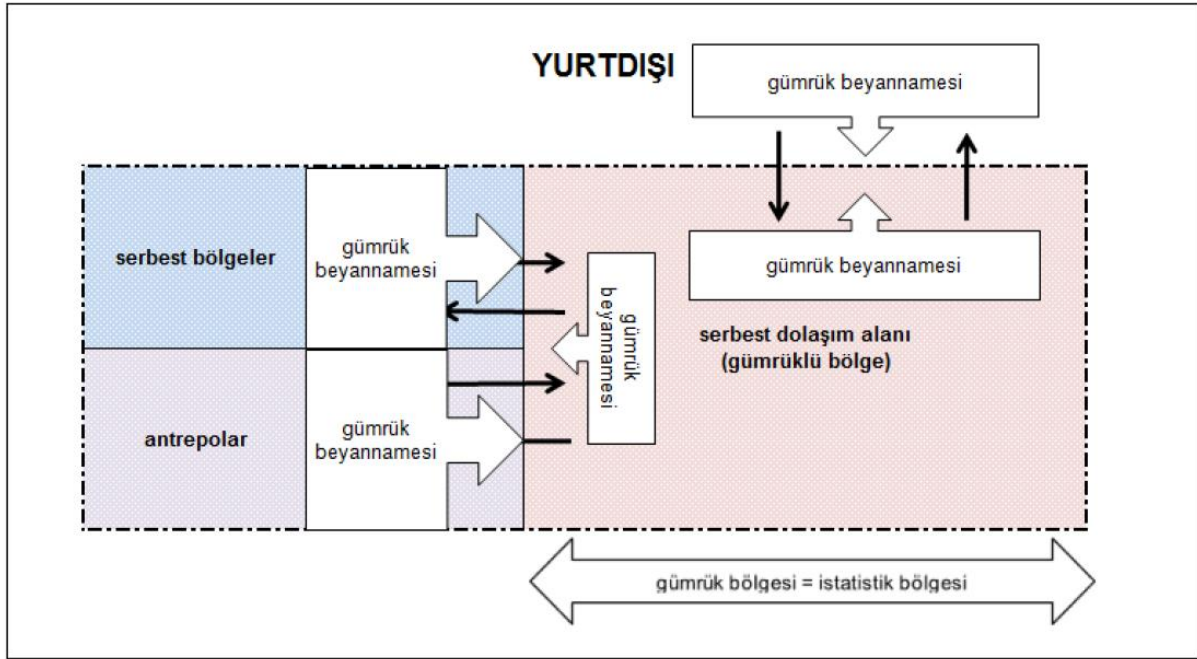 YURTDIŞI
gümrük beyannamesi
serbest bölgeler
gümrük
beyannamesi
gümrük
beyannamesi
gümrük beyannamesi
serbest dolaşım alanı
(gümrüklü bölge)
antrepolar
gümrük
beyannamesi
gümrük bölgesi = istatistik bölgesi